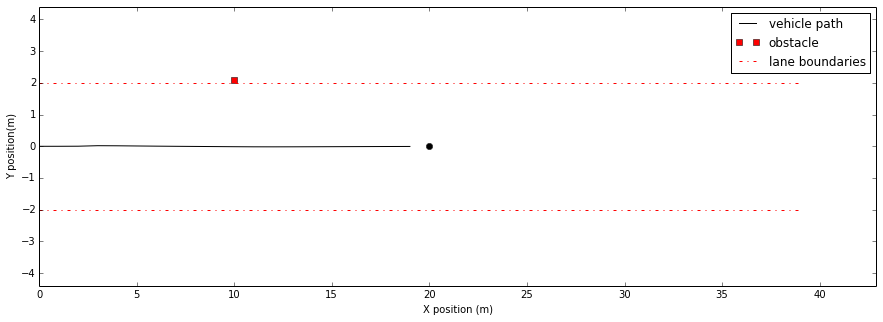 4
3
2
1
0
−1
−2
−3
−4
Y position(m)
0 5 10 15 20 25 30 35 40
X position (m)
vehicle path
obstacle
lane boundaries